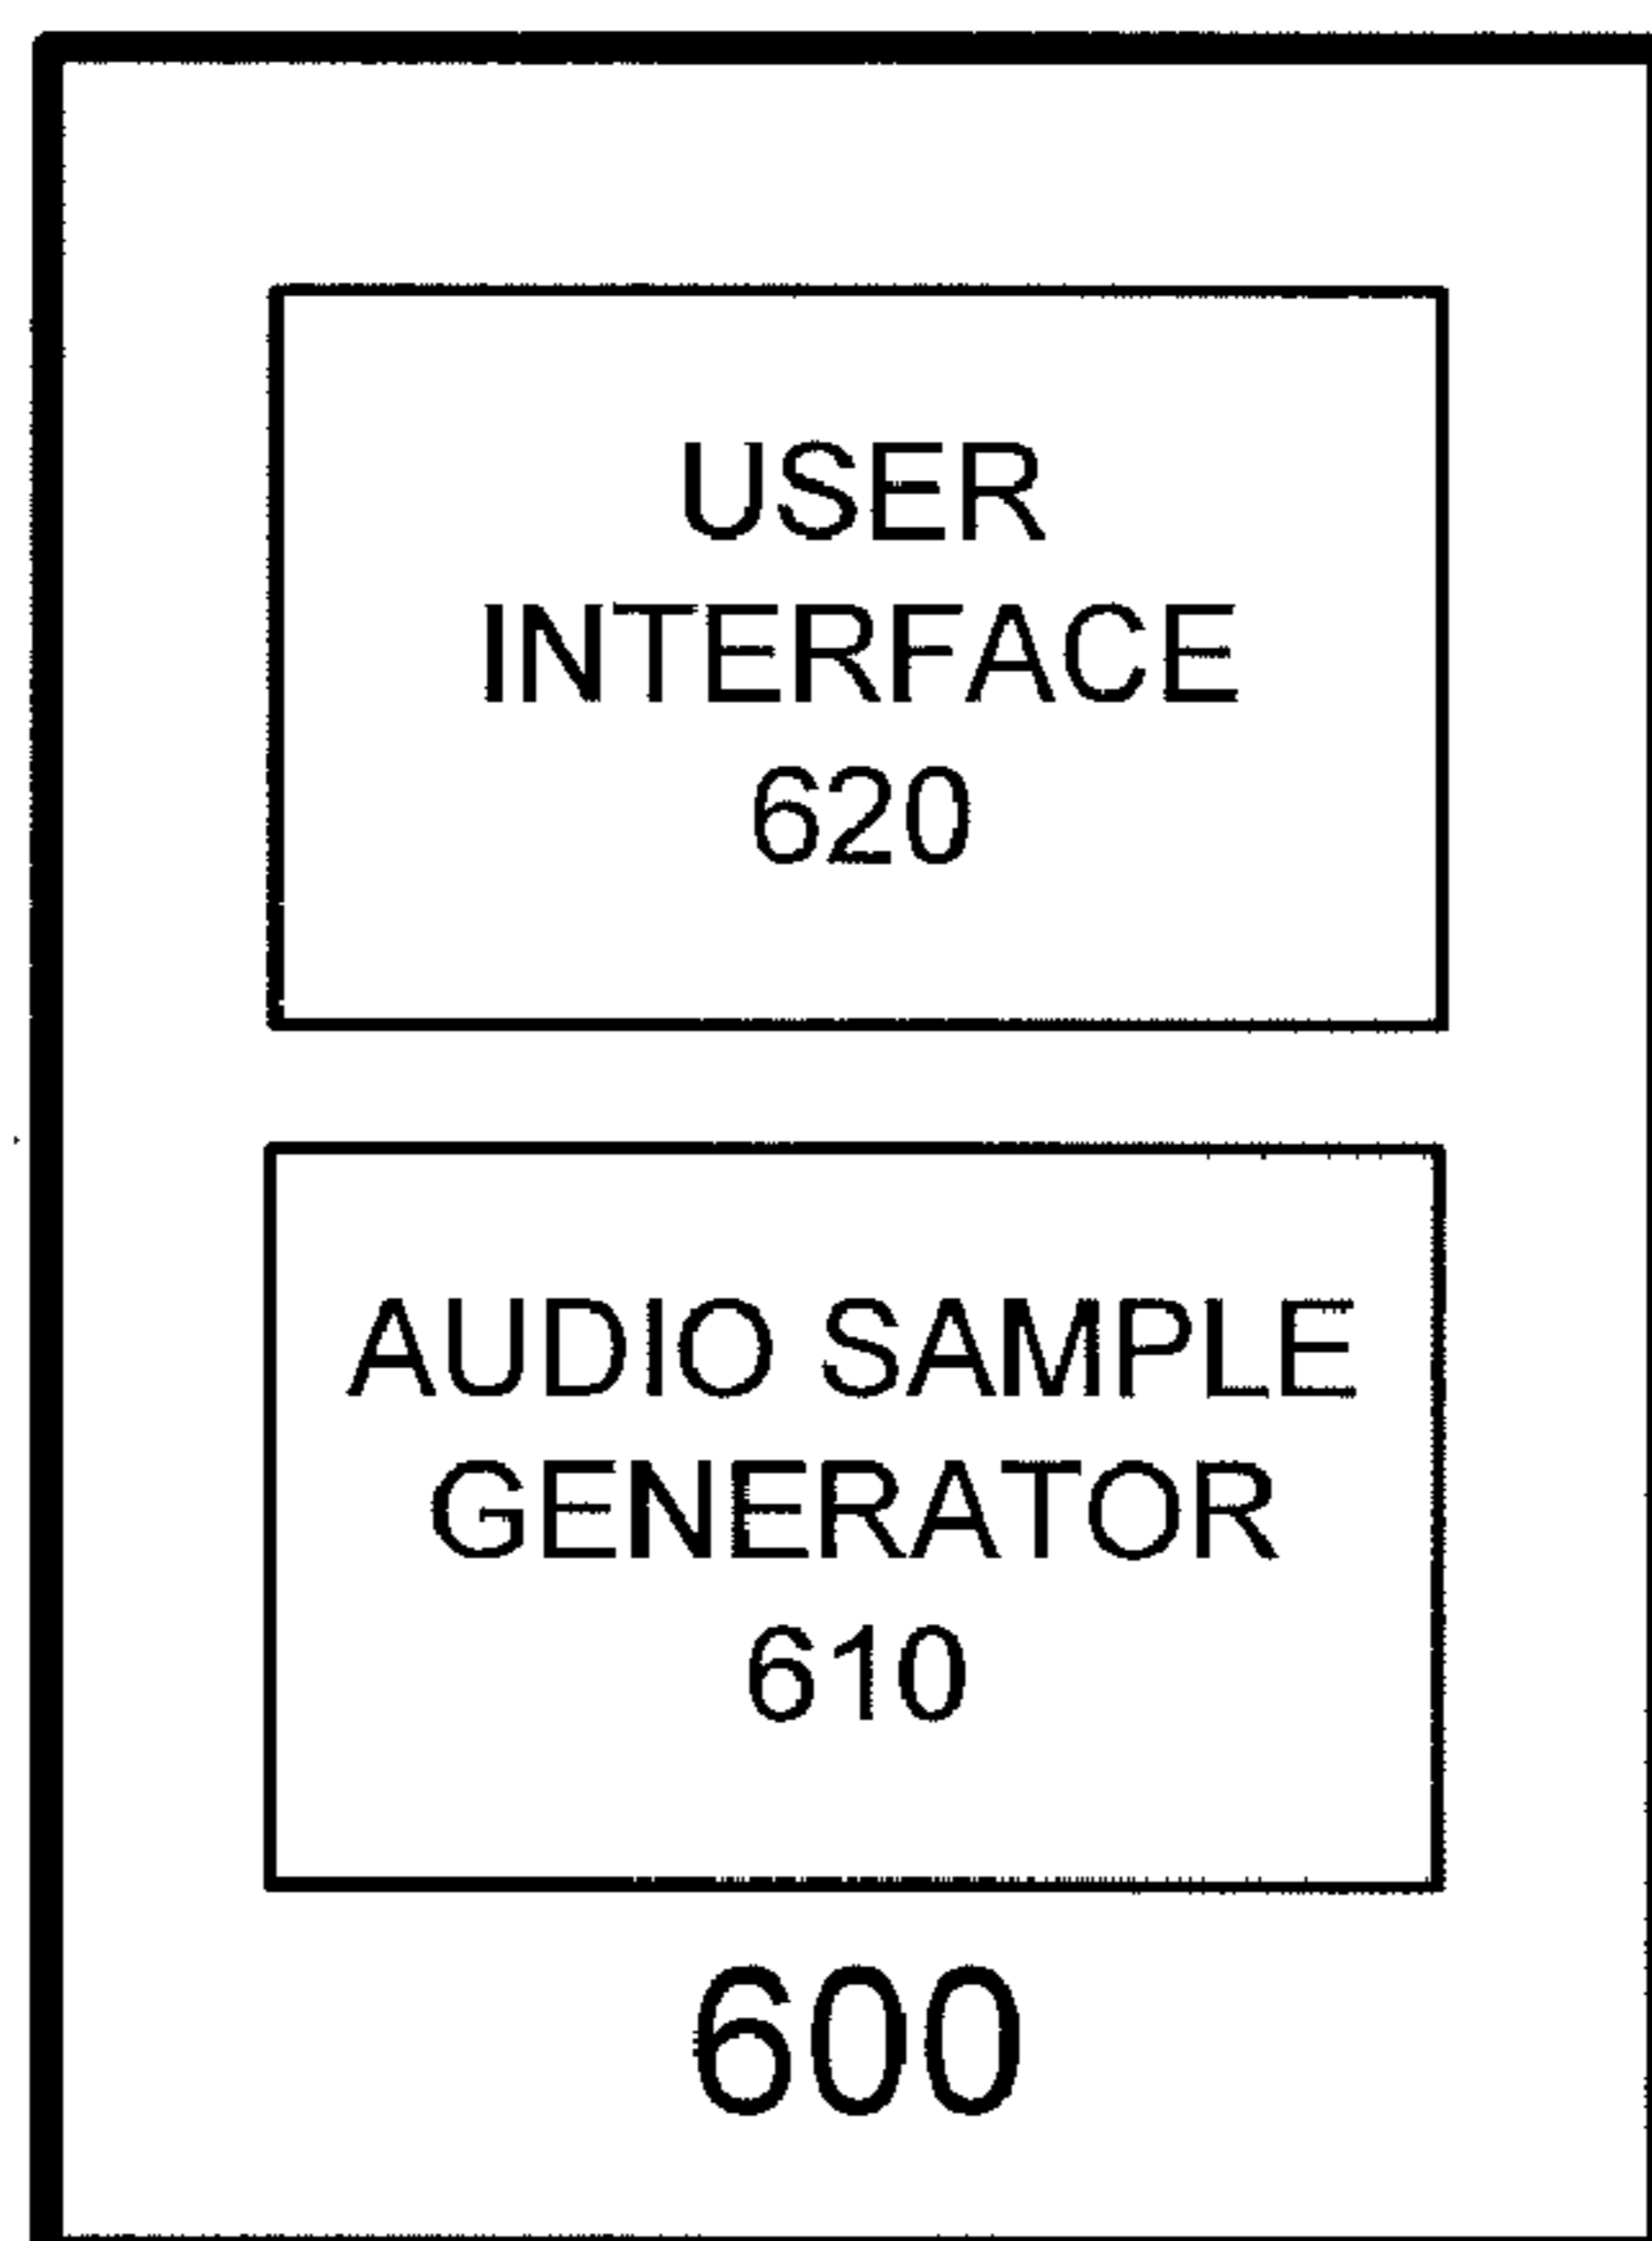 USER
INTERFACE
620
AUDIO SAMPLE
GENERATOR
610
600